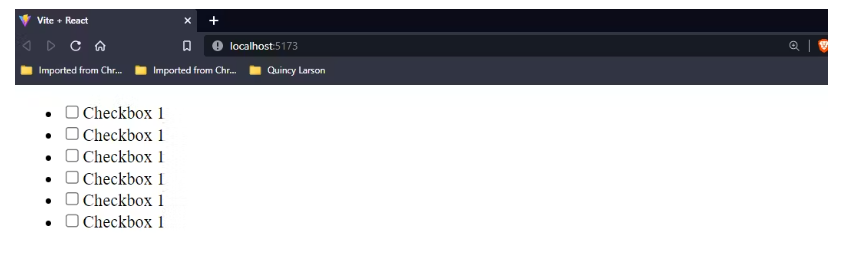 Vite + React
localhost:5173
Imported from Chr... Imported from Chr... Quincy Larson
Checkbox 1
Checkbox 1
Checkbox 1
Checkbox 1
Checkbox 1
Checkbox 1